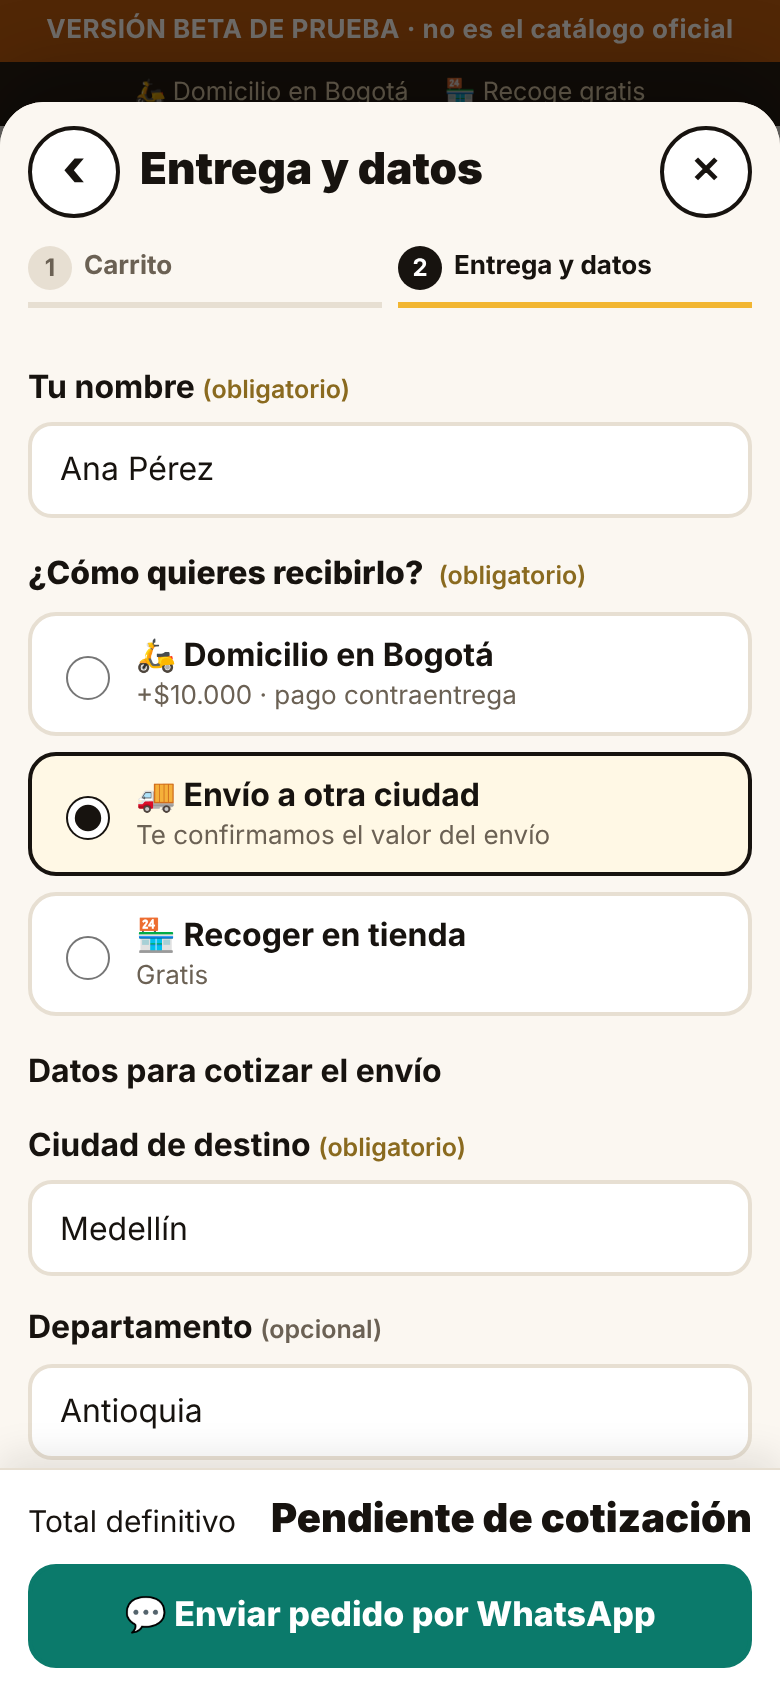 VERSIÓN BETA DE PRUEBA · no es el catálogo oficial
🛵 Domicilio en Bogotá 🏪 Recoge gratis
‹ Entrega y datos ✕
1 Carrito
2 Entrega y datos
Tu nombre (obligatorio)
Ana Pérez
¿Cómo quieres recibirlo? (obligatorio)
🛵 Domicilio en Bogotá
+$10.000 · pago contraentrega
🚚 Envío a otra ciudad
Te confirmamos el valor del envío
🏪 Recoger en tienda
Gratis
Datos para cotizar el envío
Ciudad de destino (obligatorio)
Medellín
Departamento (opcional)
Antioquia
Total definitivo Pendiente de cotización
💬 Enviar pedido por WhatsApp